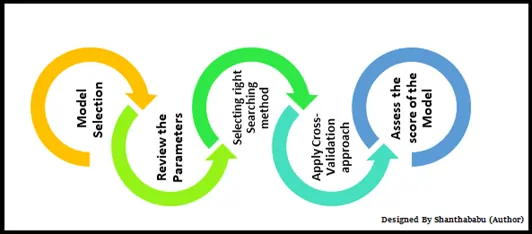 Model
Selection
Review the
Parameters
Selecting right
Searching
method
Apply Cross-
Validation
approach
Assess the
score of the
Model
Designed By Shanthababu (Author)